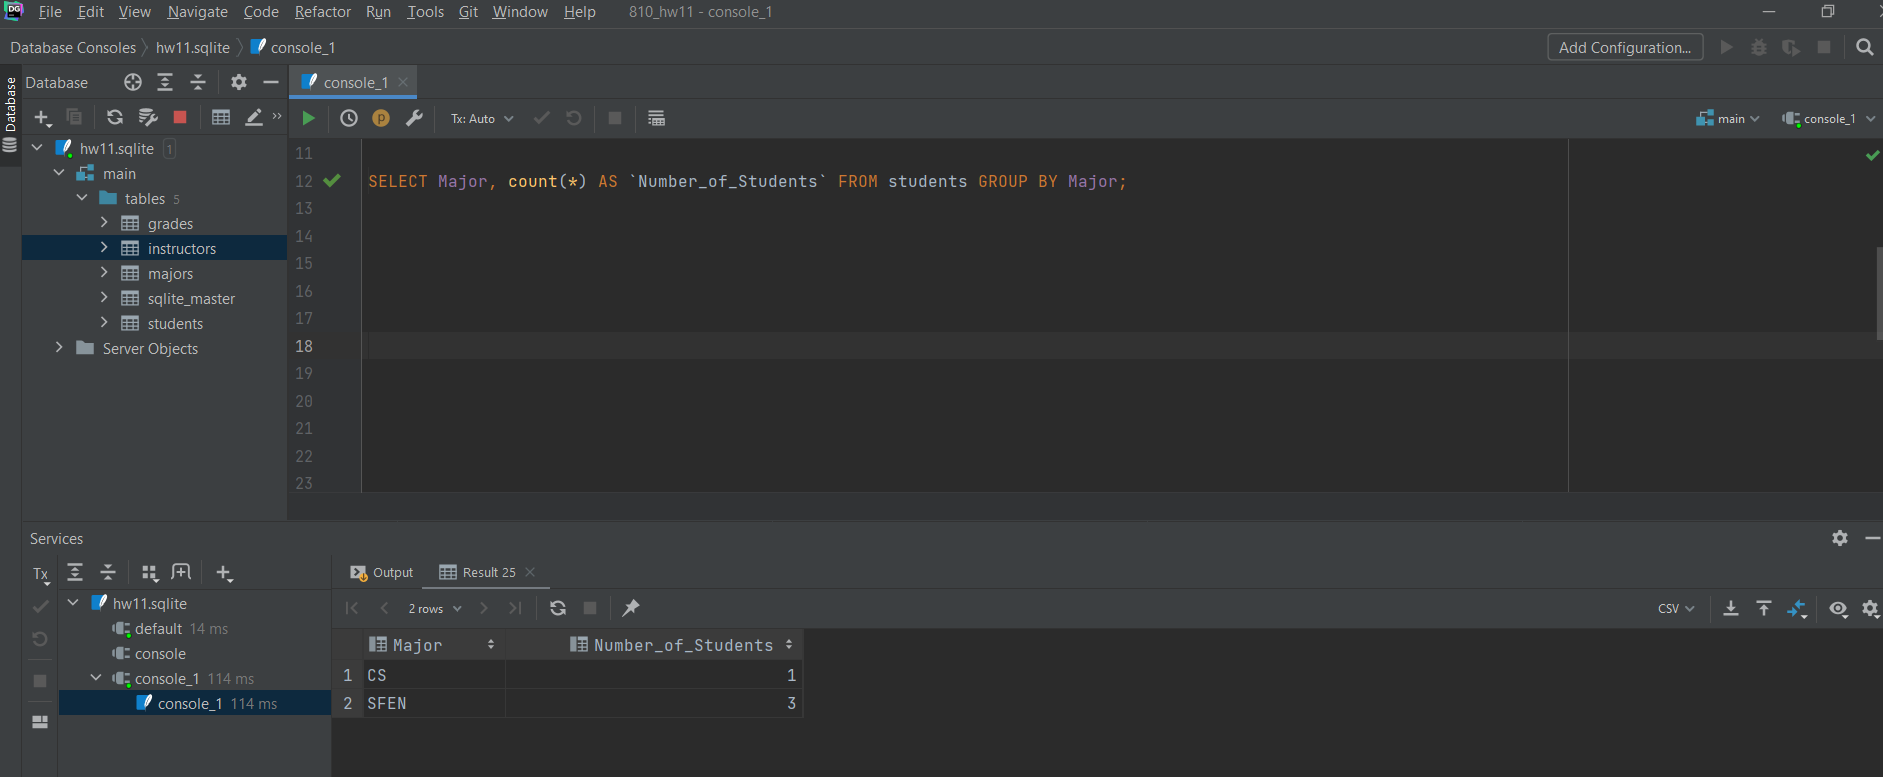 DG File Edit View Navigate Code Refactor Run Tools Git Window Help 810_hw11 - console_1
Database Consoles hw11.sqlite console_1 Add Configuration...
Database
Database
console_1
Tx: Auto
main console_1
hw11.sqlite 1
main
tables 5
grades
instructors
majors
sqlite_master
students
Server Objects
11
12 SELECT Major, count(*) AS `Number_of_Students` FROM students GROUP BY Major;
13
14
15
16
17
18
19
20
21
22
23
Services
Tx
hw11.sqlite
default 14 ms
console
console_1 114 ms
console_1 114 ms
Output Result 25
2 rows CSV
Major Number_of_Students
1 CS 1
2 SFEN 3